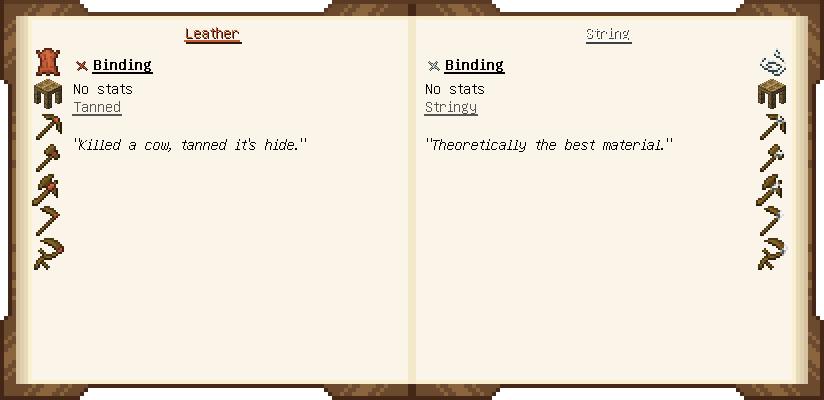 Leather
Binding
No stats
Tanned
"Killed a cow, tanned it's hide."
String
Binding
No stats
Stringy
"Theoretically the best material."